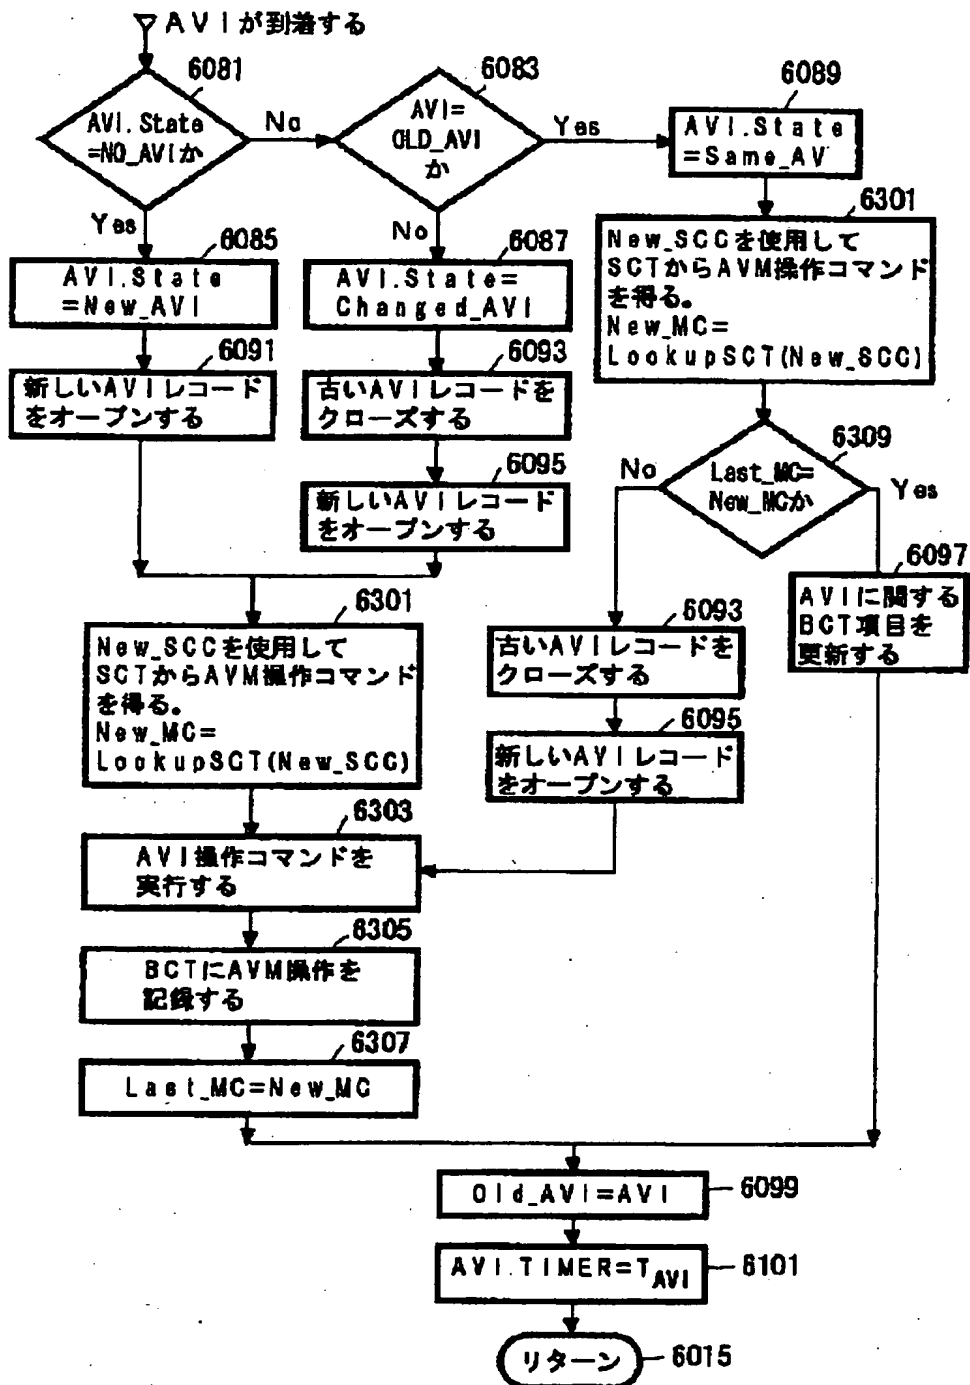 AVIが到着する
6081
AVI.State
=NO_AVIか
No
Yes
6083
AVI=
OLD_AVI
か
Yes
No
6089
AVI.State
=Same_AV
6085
AVI.State
=New_AVI
6087
AVI.State=
Changed_AVI
6301
New_SCCを使用して
SCTからAVM操作コマンド
を得る。
New_MC=
LookupSCT(New_SCC)
6091
新しいAVIレコード
をオープンする
6093
古いAVIレコードを
クローズする
6095
新しいAVIレコード
をオープンする
6309
Last_MC=
New_MCか
No
Yes
6097
AVIに関する
BCT項目を
更新する
6301
New_SCCを使用して
SCTからAVM操作コマンド
を得る。
New_MC=
LookupSCT(New_SCC)
6093
古いAVIレコードを
クローズする
6095
新しいAVIレコード
をオープンする
6303
AVI操作コマンドを
実行する
6305
BCTにAVM操作を
記録する
6307
Last_MC=New_MC
Old_AVI=AVI
6099
AVI.TIMER=TAVI
6101
リターン
6015